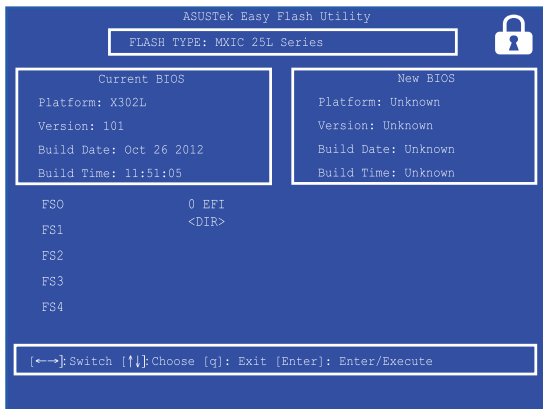 ASUSTek Easy Flash Utility
FLASH TYPE: MXIC 25L Series
Current BIOS
Platform: X302L
Version: 101
Build Date: Oct 26 2012
Build Time: 11:51:05
New BIOS
Platform: Unknown
Version: Unknown
Build Date: Unknown
Build Time: Unknown
FSO 0 EFI
FS1 <DIR>
FS2
FS3
FS4
[←→]:Switch [↑↓]:Choose [q]: Exit [Enter]: Enter/Execute